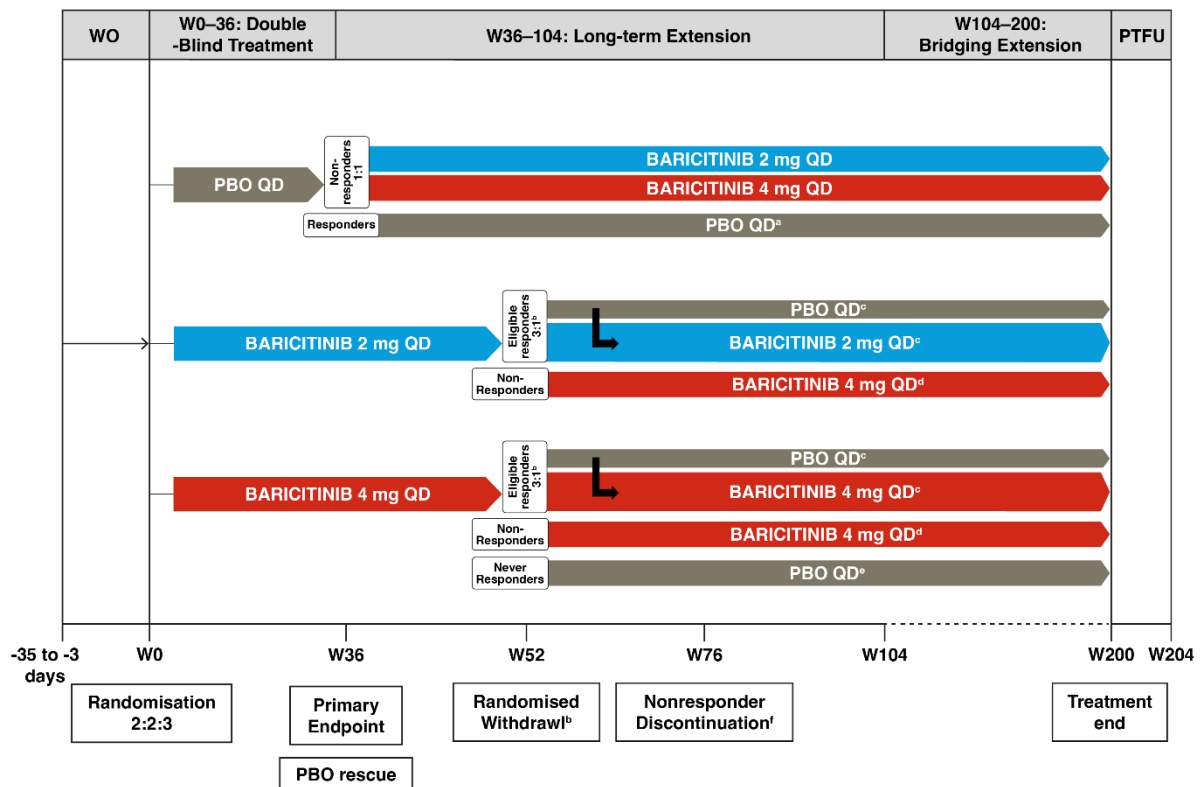 WO
W0–36: Double
-Blind Treatment
W36–104: Long-term Extension
W104–200:
Bridging Extension
PTFU
PBO QD
Non-
responders
1:1
BARICITINIB 2 mg QD
BARICITINIB 4 mg QD
Responders
PBO QDᵃ
BARICITINIB 2 mg QD
Eligible
responders
3:1ᵇ
PBO QDᶜ
BARICITINIB 2 mg QDᶜ
Non-
Responders
BARICITINIB 4 mg QDᵈ
BARICITINIB 4 mg QD
Eligible
responders
3:1ᵇ
PBO QDᶜ
BARICITINIB 4 mg QDᶜ
Non-
Responders
BARICITINIB 4 mg QDᵈ
Never
Responders
PBO QDᵉ
-35 to -3
days
W0
W36
W52
W76
W104
W200
W204
Randomisation
2:2:3
Primary
Endpoint
Randomised
Withdrawlᵇ
Nonresponder
Discontinuationᶠ
Treatment
end
PBO rescue